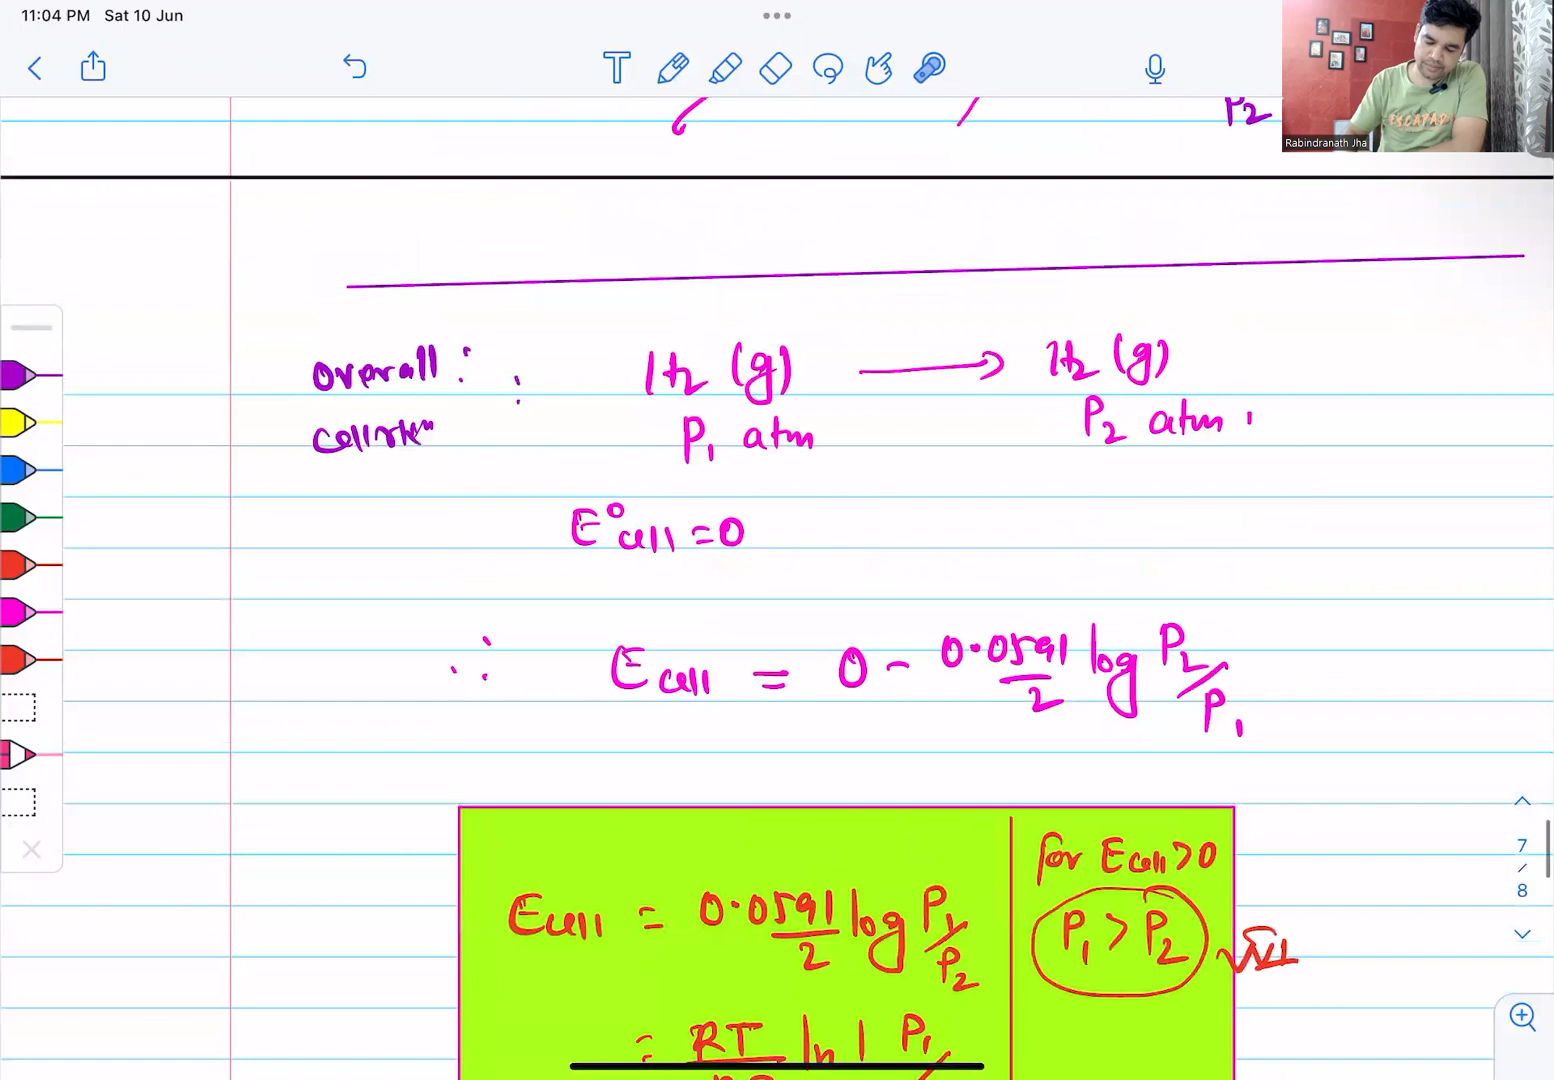 11:04 PM Sat 10 Jun
P2
Rabindranath Jha
ESCAPAD
Overall :
H2 (g) → H2 (g)
Cell rxn
P1 atm P2 atm
E°cell = 0
∴ Ecell = 0 - 0.0591/2 log P2/P1
for Ecell > 0
Ecell = 0.0591/2 log P1/P2
P1 > P2
= RT ln P1
7
/
8